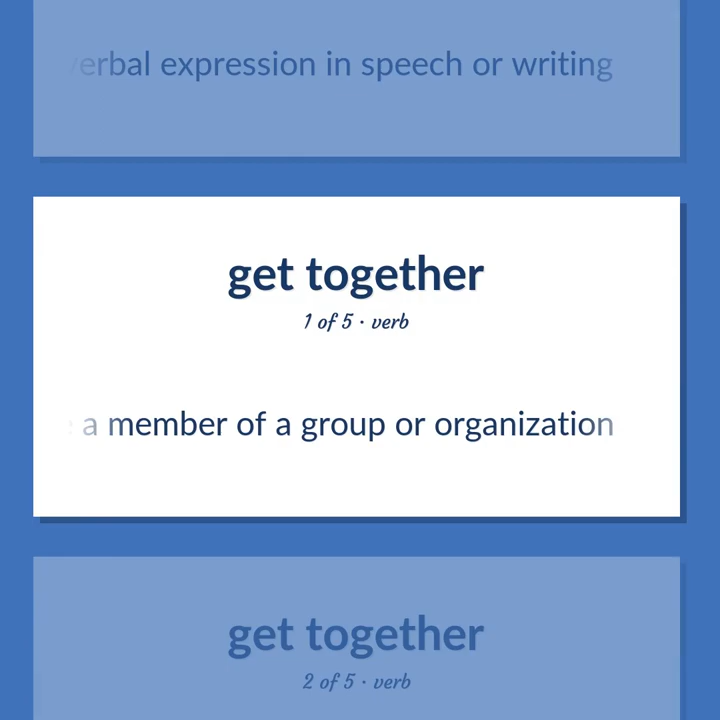 verbal expression in speech or writing
get together
1 of 5 · verb
a member of a group or organization
get together
2 of 5 · verb